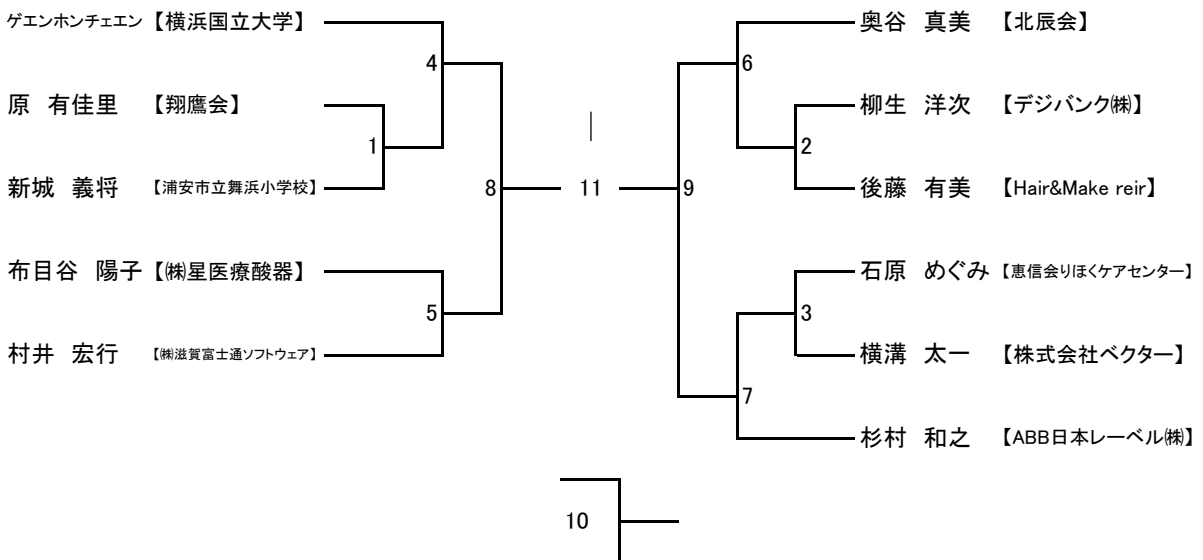 ゲエンホンチェエン 【横浜国立大学】
原 有佳里 【翔鷹会】
新城 義将 【浦安市立舞浜小学校】
布目谷 陽子 【㈱星医療酸器】
村井 宏行 【㈱滋賀富士通ソフトウェア】
4
1
8
5
11
9
6
2
3
7
奥谷 真美 【北辰会】
柳生 洋次 【デジバンク㈱】
後藤 有美 【Hair&Make reir】
石原 めぐみ 【恵信会りほくケアセンター】
横溝 太一 【株式会社ベクター】
杉村 和之 【ABB日本レーベル㈱】
10